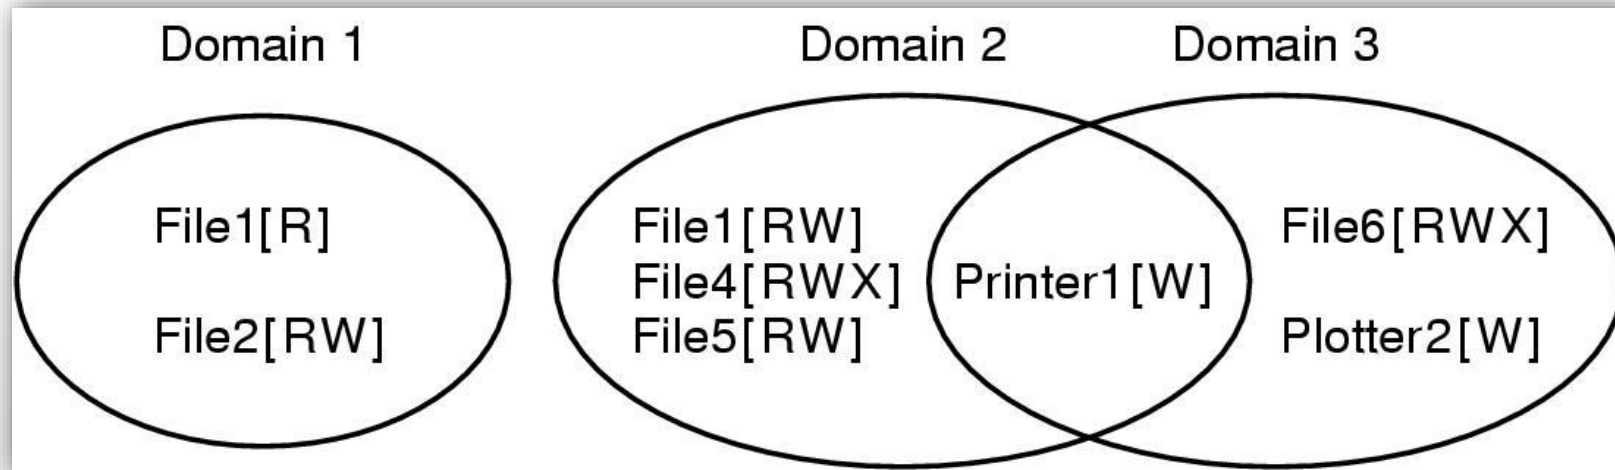 Domain 1
Domain 2
Domain 3
File1[R]
File2[RW]
File1[RW]
File4[RWX]
File5[RW]
Printer1[W]
File6[RWX]
Plotter2[W]